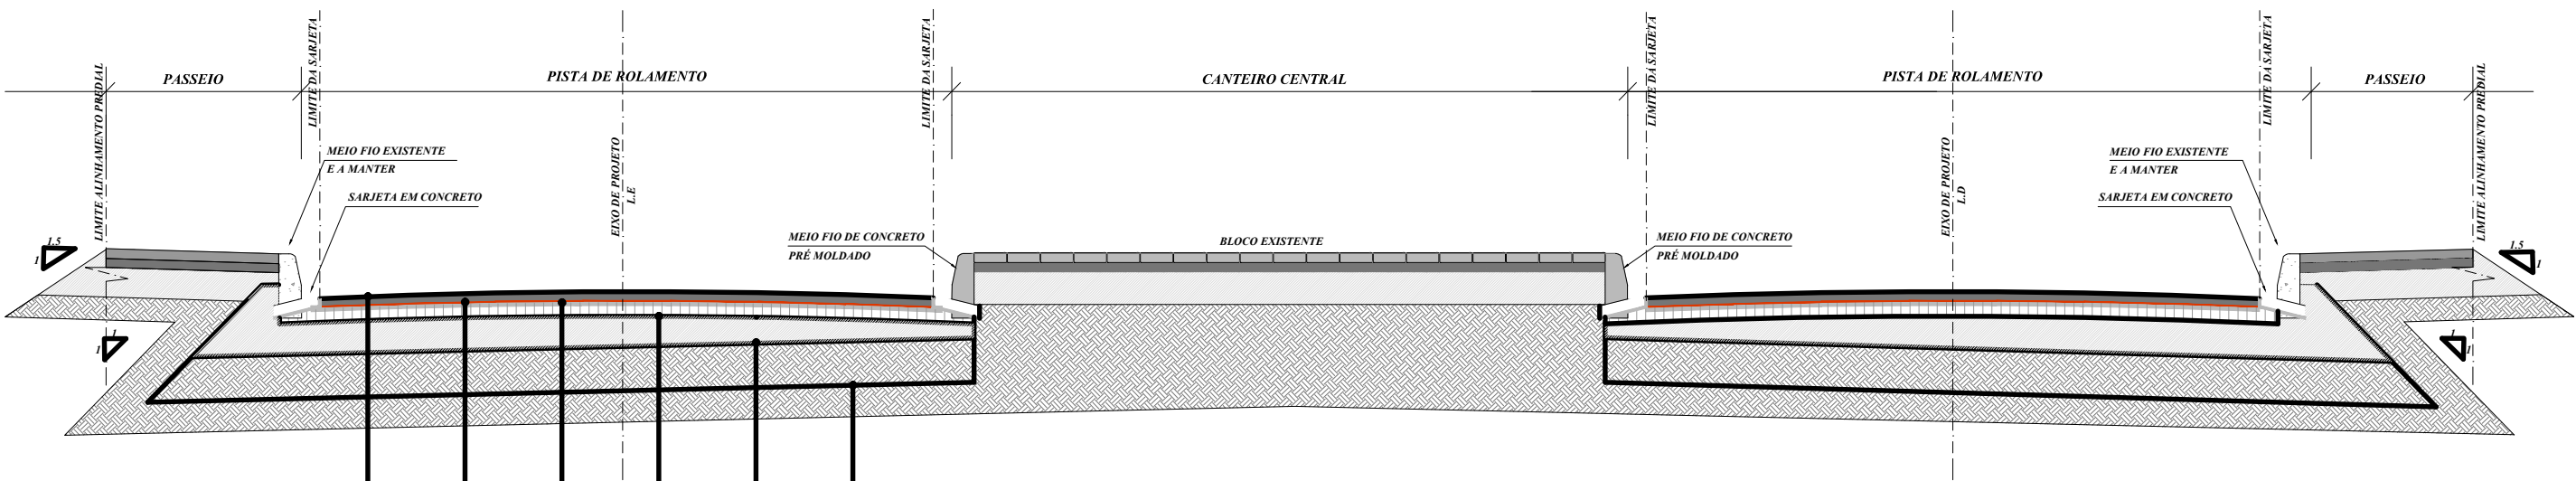 LIMITE ALINHAMENTO PREDIAL
PASSEIO
LIMITE DA SARJETA
PISTA DE ROLAMENTO
LIMITE DA SARJETA
CANTEIRO CENTRAL
LIMITE DA SARJETA
PISTA DE ROLAMENTO
LIMITE DA SARJETA
PASSEIO
LIMITE ALINHAMENTO PREDIAL
MEIO FIO EXISTENTE
E A MANTER
SARJETA EM CONCRETO
EIXO DE PROJETO
L.E
MEIO FIO DE CONCRETO
PRÉ MOLDADO
BLOCO EXISTENTE
MEIO FIO DE CONCRETO
PRÉ MOLDADO
EIXO DE PROJETO
L.D
MEIO FIO EXISTENTE
E A MANTER
SARJETA EM CONCRETO
1,5
1
1
1
1,5
1
1
1